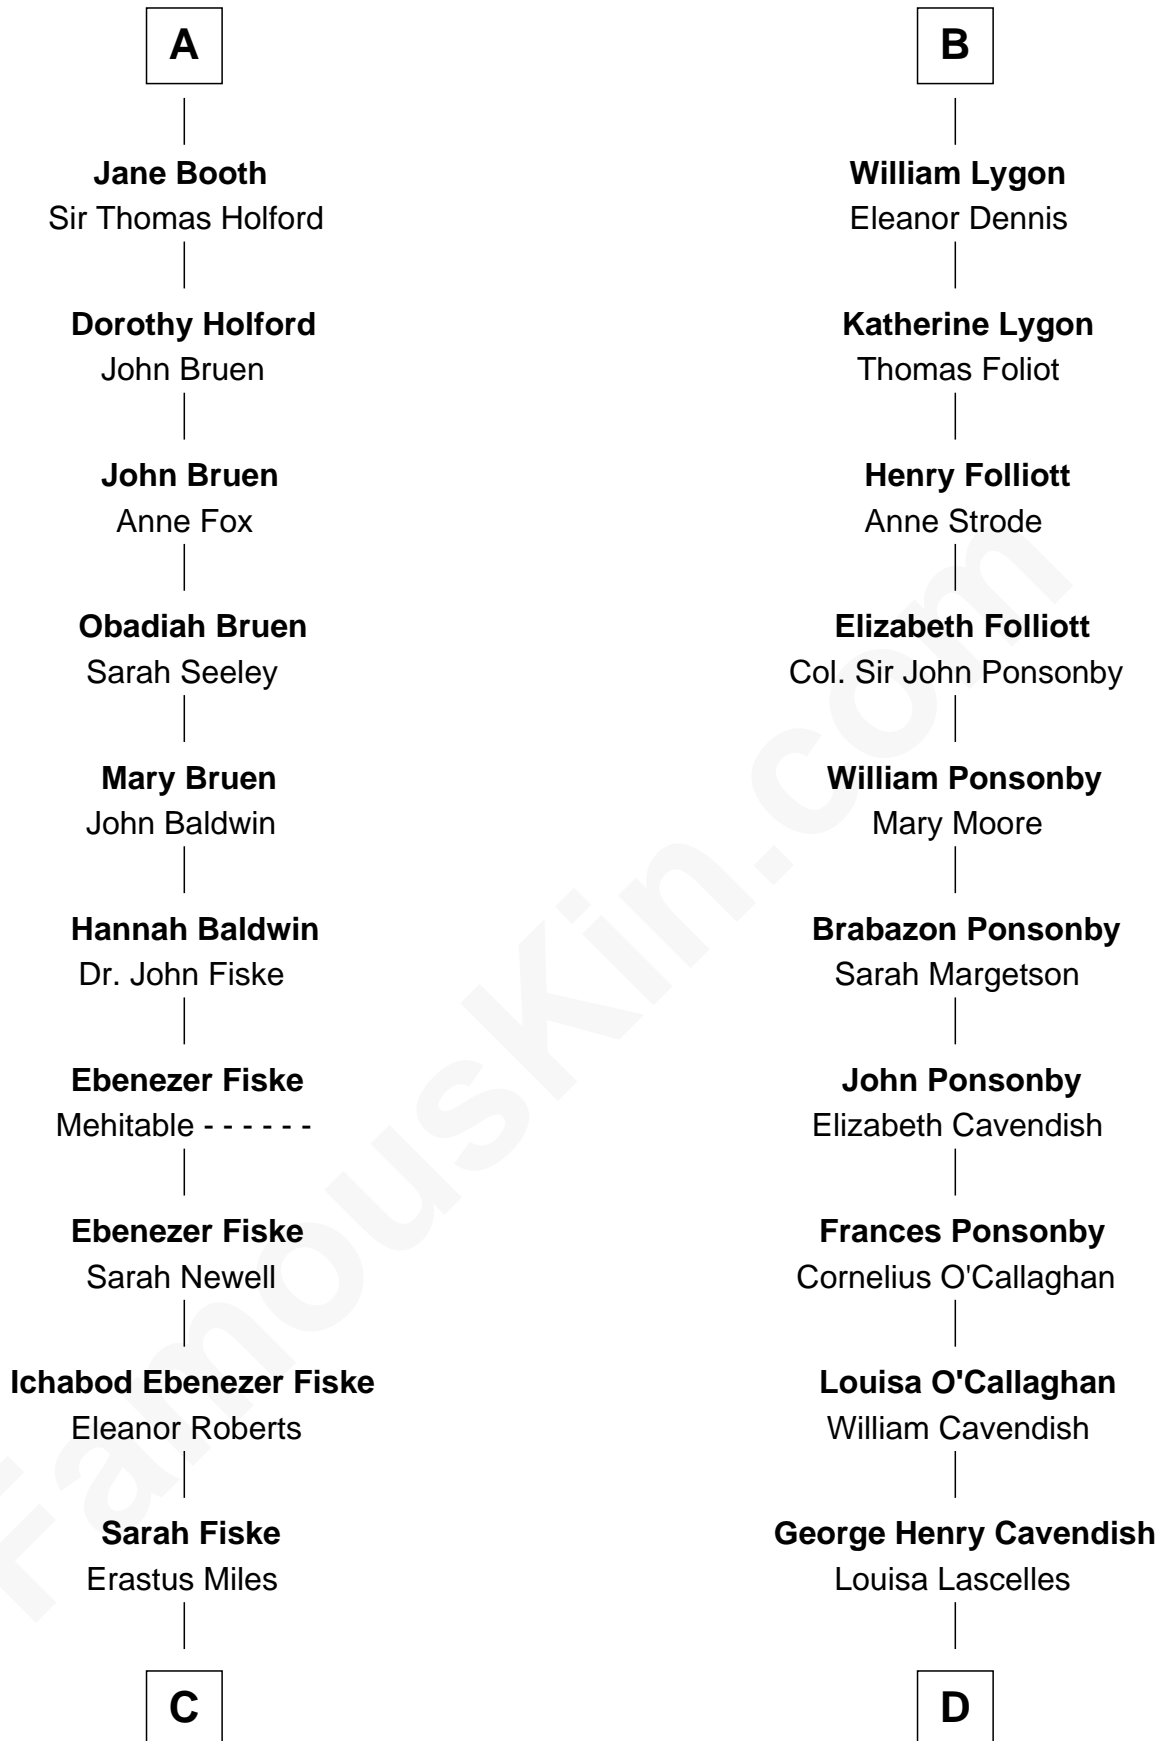 A
Jane Booth
Sir Thomas Holford
Dorothy Holford
John Bruen
John Bruen
Anne Fox
Obadiah Bruen
Sarah Seeley
Mary Bruen
John Baldwin
Hannah Baldwin
Dr. John Fiske
Ebenezer Fiske
Mehitable - - - - - -
Ebenezer Fiske
Sarah Newell
Ichabod Ebenezer Fiske
Eleanor Roberts
Sarah Fiske
Erastus Miles
C
B
William Lygon
Eleanor Dennis
Katherine Lygon
Thomas Foliot
Henry Folliott
Anne Strode
Elizabeth Folliott
Col. Sir John Ponsonby
William Ponsonby
Mary Moore
Brabazon Ponsonby
Sarah Margetson
John Ponsonby
Elizabeth Cavendish
Frances Ponsonby
Cornelius O'Callaghan
Louisa O'Callaghan
William Cavendish
George Henry Cavendish
Louisa Lascelles
D
FamousKin.com